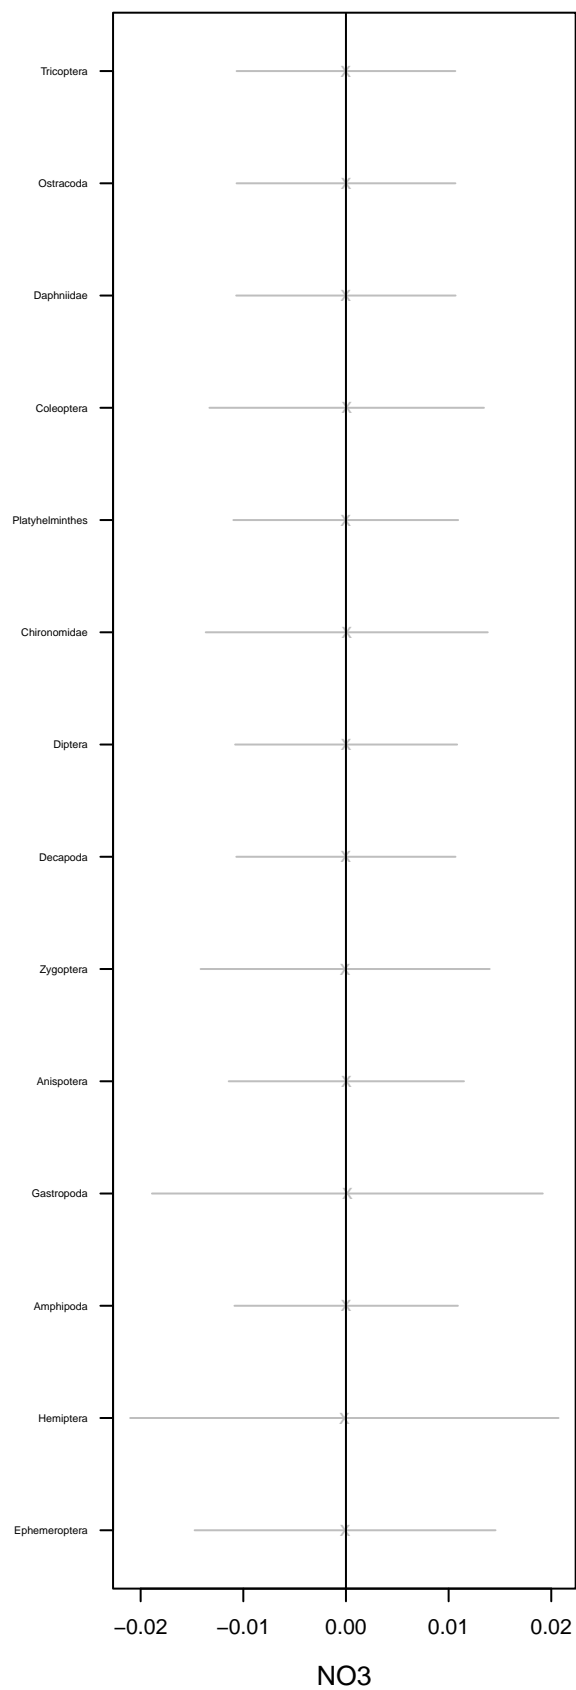 Tricoptera
Ostracoda
Daphniidae
Coleoptera
Platyhelminthes
Chironomidae
Diptera
Decapoda
Zygoptera
Anispotera
Gastropoda
Amphipoda
Hemiptera
Ephemeroptera
−0.02 −0.01 0.00 0.01 0.02
NO3